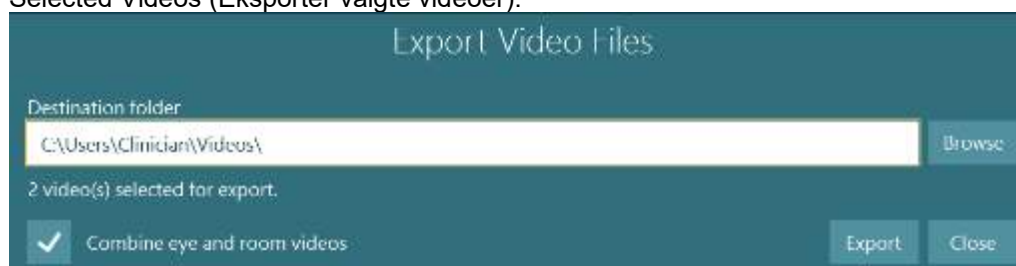 Selected Videos (Eksporter valgte videoer).
Export Video Files
Destination folder
C:\Users\Clinician\Videos\
Browse
2 video(s) selected for export.
Combine eye and room videos
Export
Close